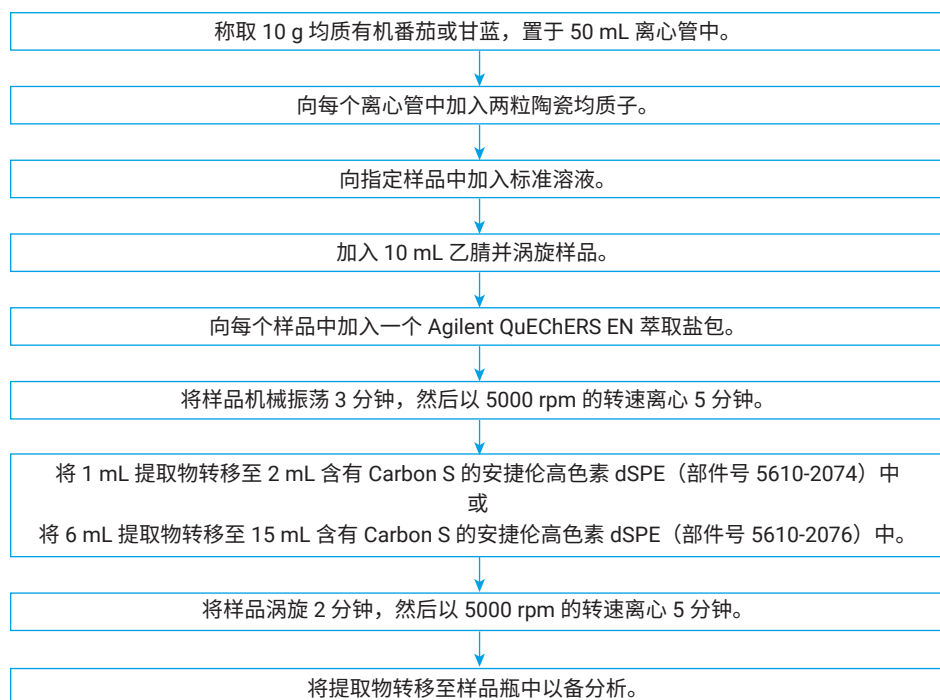 称取 10 g 均质有机番茄或甘蓝，置于 50 mL 离心管中。
向每个离心管中加入两粒陶瓷均质子。
向指定样品中加入标准溶液。
加入 10 mL 乙腈并涡旋样品。
向每个样品中加入一个 Agilent QuEChERS EN 萃取盐包。
将样品机械振荡 3 分钟，然后以 5000 rpm 的转速离心 5 分钟。
将 1 mL 提取物转移至 2 mL 含有 Carbon S 的安捷伦高色素 dSPE（部件号 5610-2074）中
或
将 6 mL 提取物转移至 15 mL 含有 Carbon S 的安捷伦高色素 dSPE（部件号 5610-2076）中。
将样品涡旋 2 分钟，然后以 5000 rpm 的转速离心 5 分钟。
将提取物转移至样品瓶中以备分析。